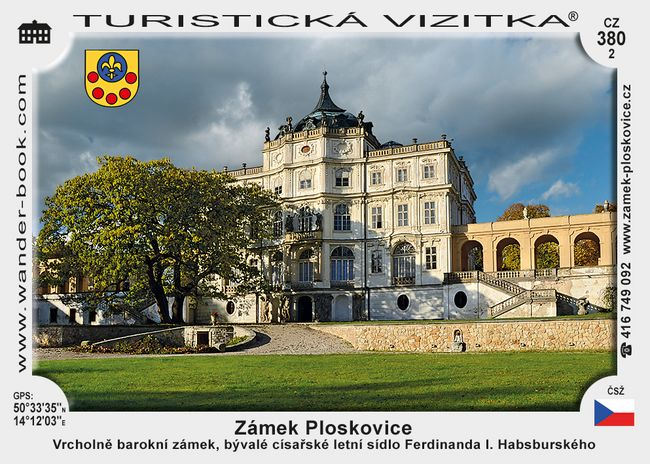 TURISTICKÁ VIZITKA®
CZ
380
2
www.wander-book.com
www.zamek-ploskovice.cz
☎ 416 749 092
GPS:
50°33'35"N
14°12'03"E
ČSŽ
Zámek Ploskovice
Vrcholně barokní zámek, bývalé císařské letní sídlo Ferdinanda I. Habsburského